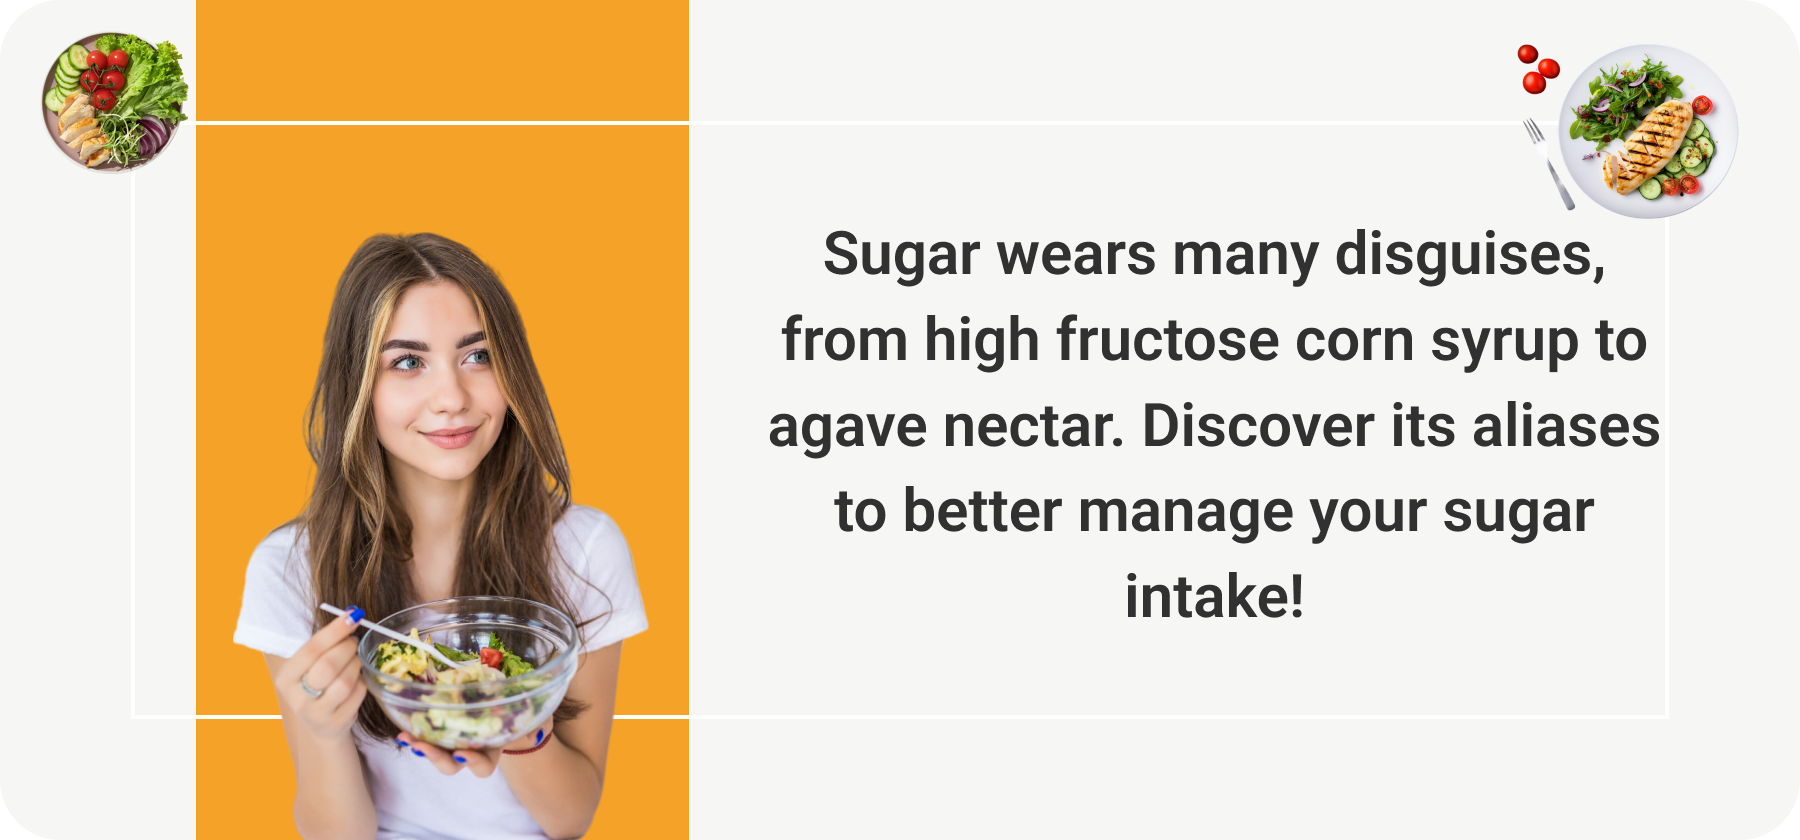 Sugar wears many disguises,
from high fructose corn syrup to
agave nectar. Discover its aliases
to better manage your sugar
intake!